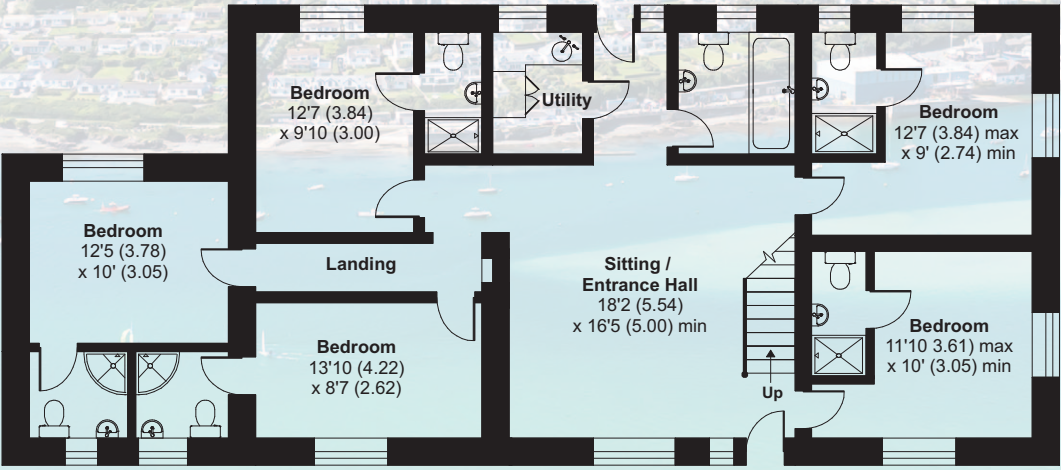 Bedroom
12'7 (3.84)
x 9'10 (3.00)
Utility
Bedroom
12'7 (3.84) max
x 9' (2.74) min
Bedroom
12'5 (3.78)
x 10' (3.05)
Landing
Sitting /
Entrance Hall
18'2 (5.54)
x 16'5 (5.00) min
Bedroom
13'10 (4.22)
x 8'7 (2.62)
Up
Bedroom
11'10 3.61) max
x 10' (3.05) min